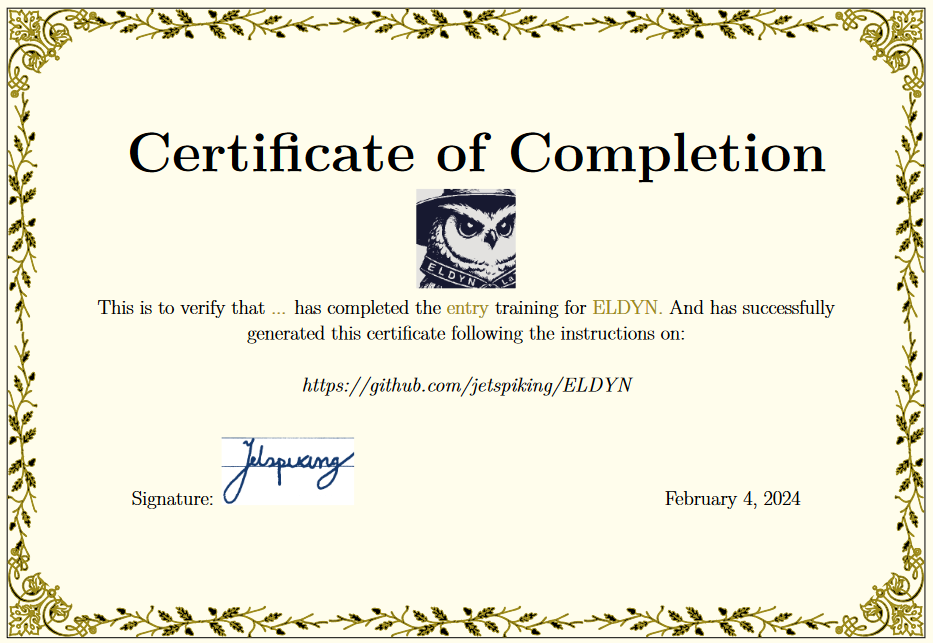 Certificate of Completion
ELDYN La
This is to verify that ... has completed the entry training for ELDYN. And has successfully
generated this certificate following the instructions on:
https://github.com/jetspiking/ELDYN
Jetspiking
Signature:
February 4, 2024